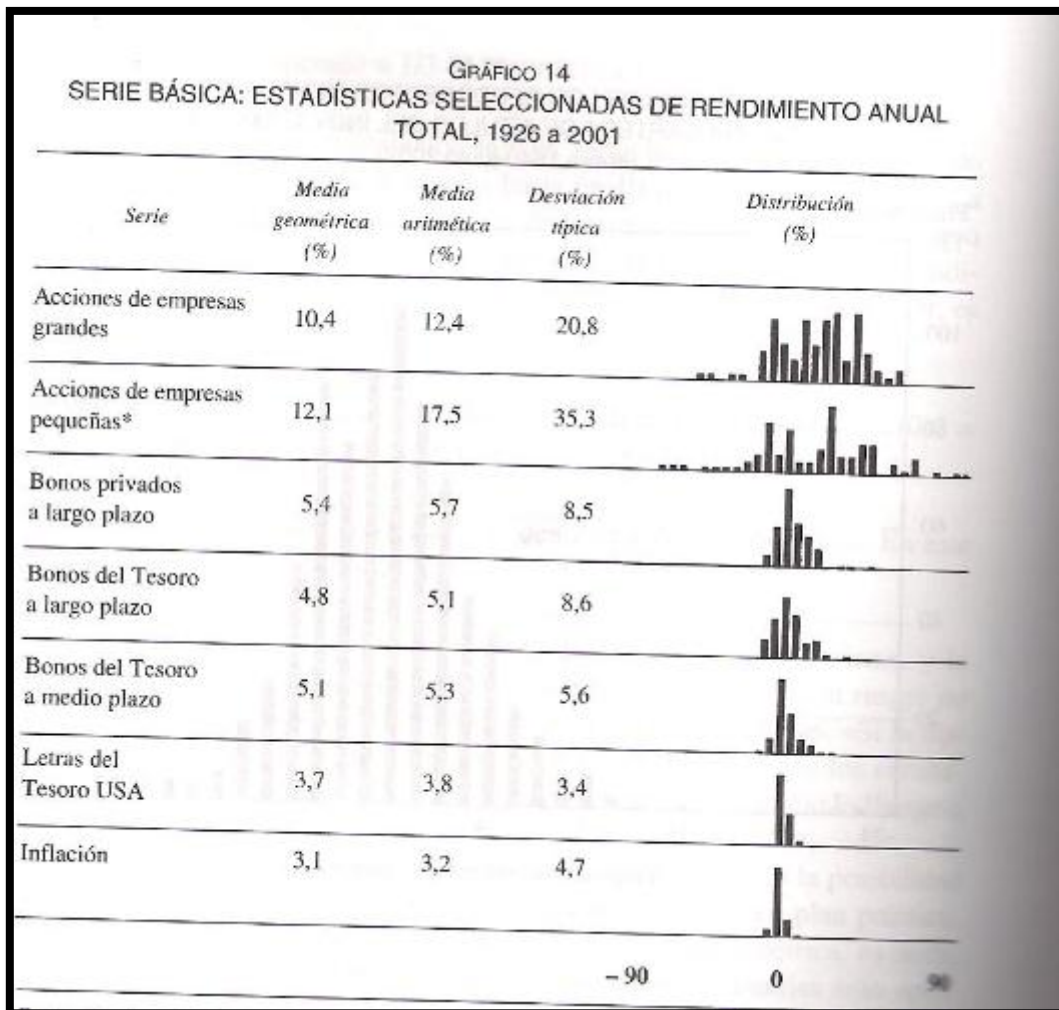 GRÁFICO 14
SERIE BÁSICA: ESTADÍSTICAS SELECCIONADAS DE RENDIMIENTO ANUAL
TOTAL, 1926 a 2001
Serie
Media
geométrica
(%)
Media
aritmética
(%)
Desviación
típica
(%)
Distribución
(%)
Acciones de empresas
grandes
10,4 12,4 20,8
Acciones de empresas
pequeñas*
12,1 17,5 35,3
Bonos privados
a largo plazo
5,4 5,7 8,5
Bonos del Tesoro
a largo plazo
4,8 5,1 8,6
Bonos del Tesoro
a medio plazo
5,1 5,3 5,6
Letras del
Tesoro USA
3,7 3,8 3,4
Inflación
3,1 3,2 4,7
– 90 0 90